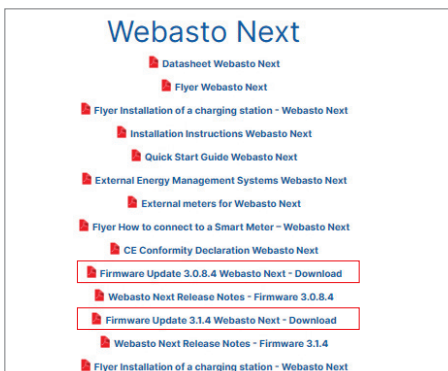 Webasto Next
Datasheet Webasto Next
Flyer Webasto Next
Flyer Installation of a charging station - Webasto Next
Installation Instructions Webasto Next
Quick Start Guide Webasto Next
External Energy Management Systems Webasto Next
External meters for Webasto Next
Flyer How to connect to a Smart Meter – Webasto Next
CE Conformity Declaration Webasto Next
Firmware Update 3.0.8.4 Webasto Next - Download
Webasto Next Release Notes - Firmware 3.0.8.4
Firmware Update 3.1.4 Webasto Next - Download
Webasto Next Release Notes - Firmware 3.1.4
Flyer Installation of a charging station - Webasto Next